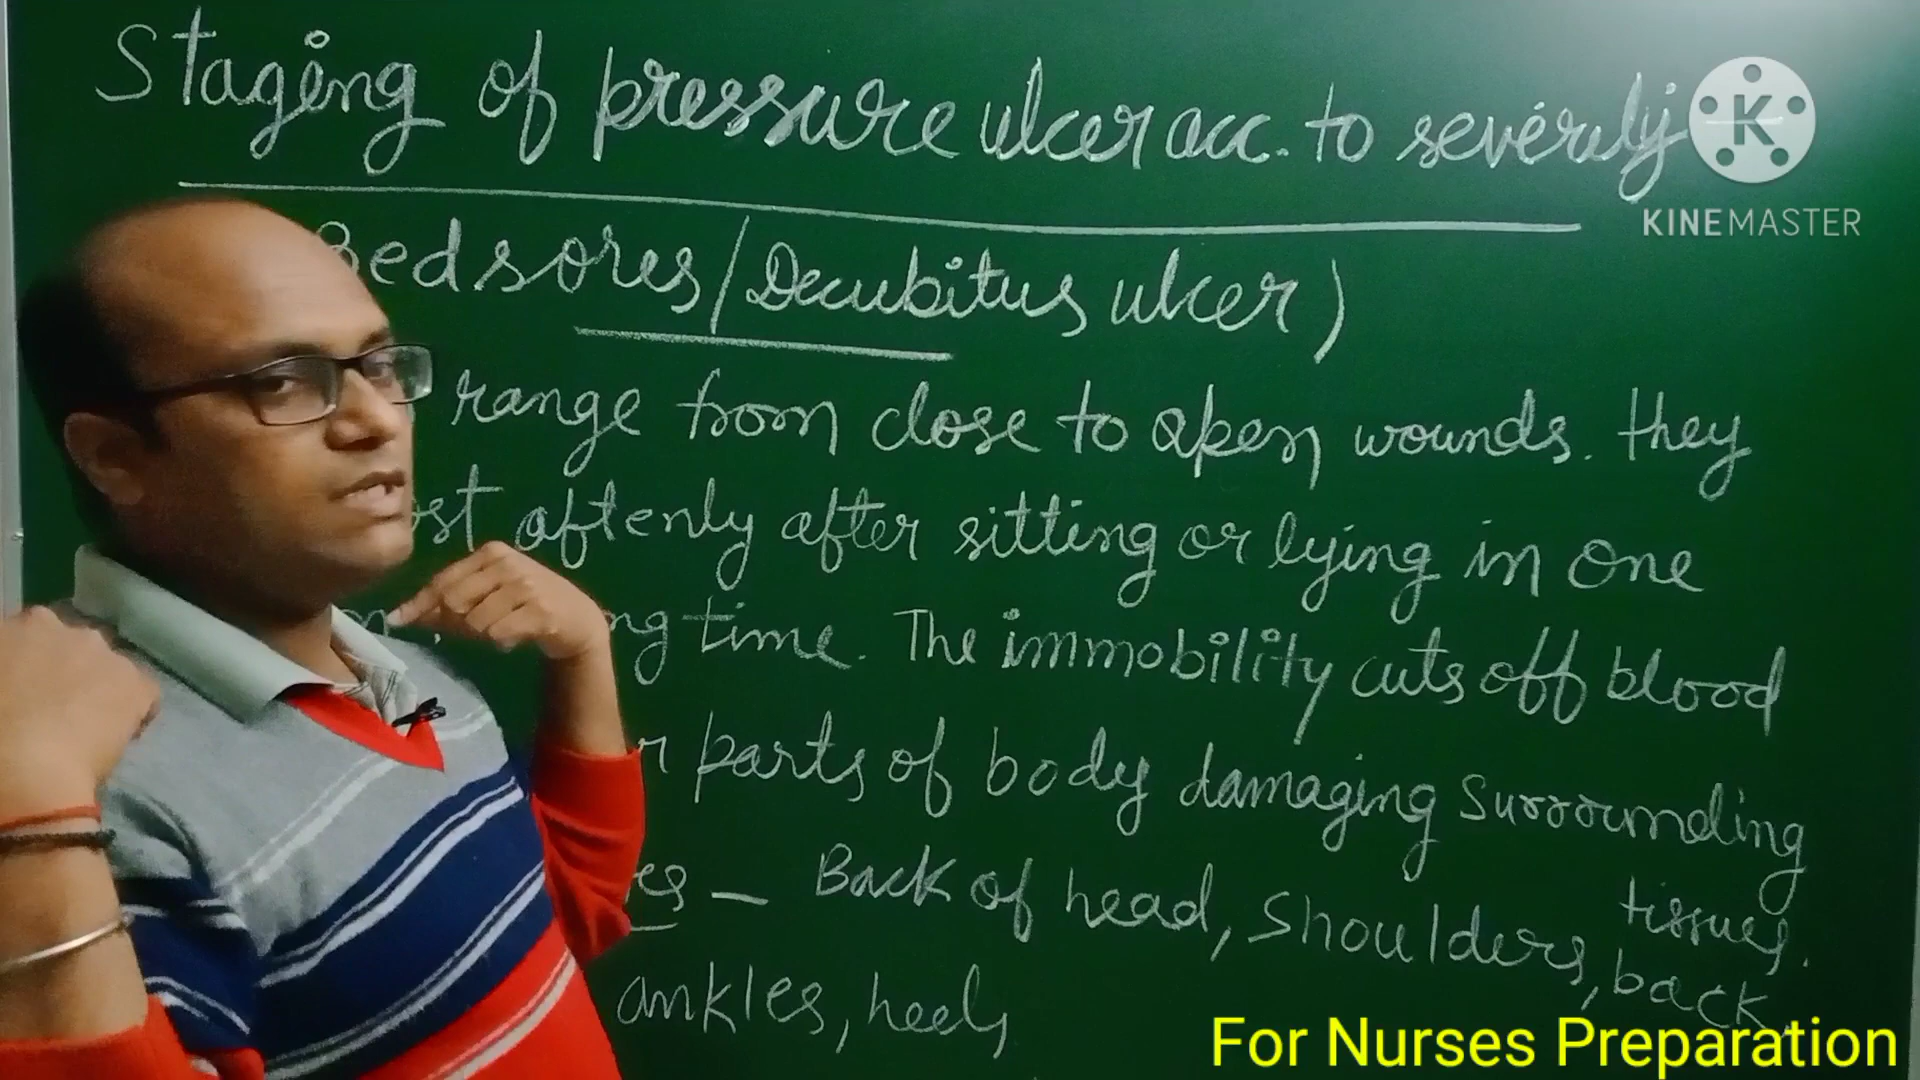 Staging of pressure ulcer acc. to severity
Bedsores/Decubitus ulcer)
range from close to open wounds. they
oftenly after sitting or lying in one
time. The immobility cuts off blood
parts of body damaging surrounding
tissues.
– Back of head, shoulders, back,
ankles, heels
K
KINEMASTER
For Nurses Preparation